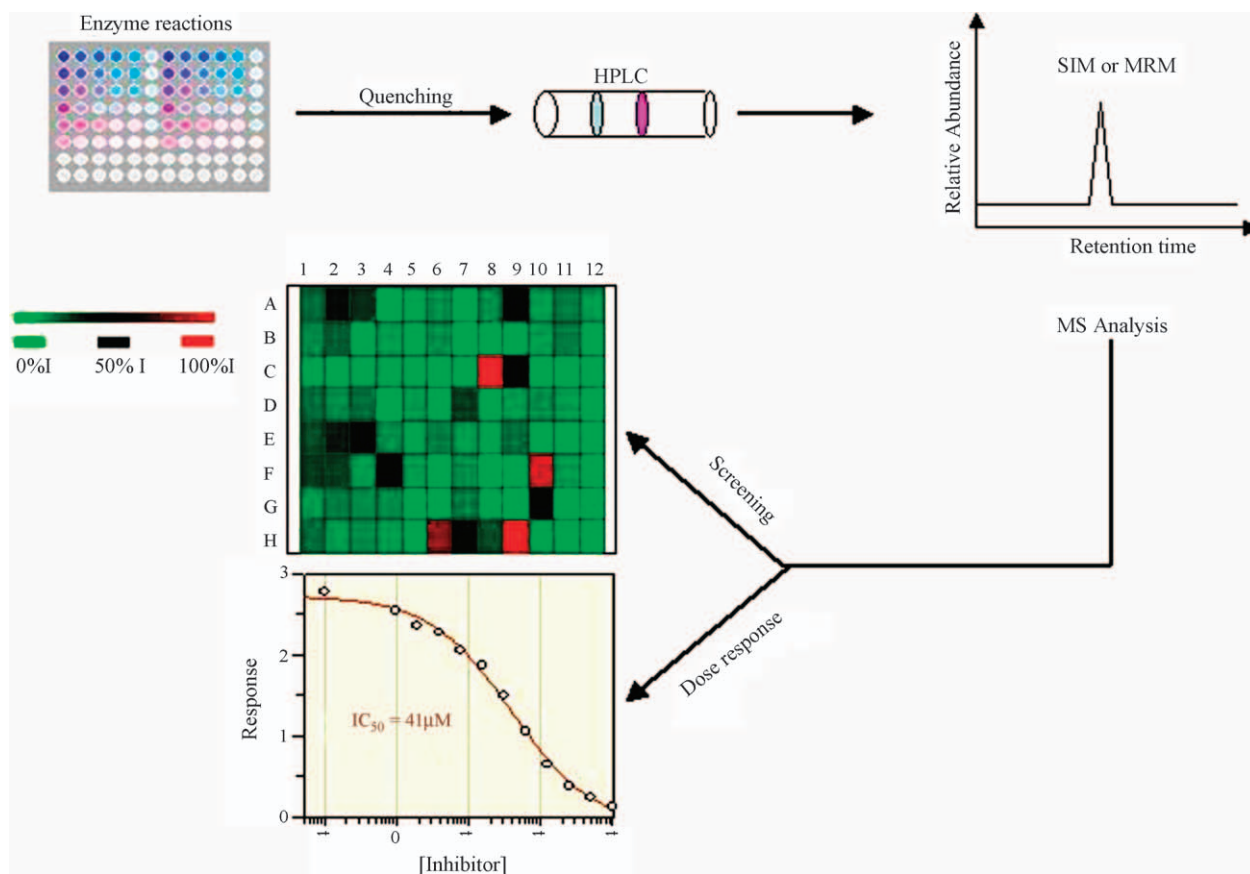 Enzyme reactions
Quenching
HPLC
SIM or MRM
Relative Abundance
Retention time
MS Analysis
1 2 3 4 5 6 7 8 9 10 11 12
A
B
C
D
E
F
G
H
0%I 50% I 100%I
Screening
Dose response
3
2
1
0
Response
IC50 = 41µM
0
[Inhibitor]